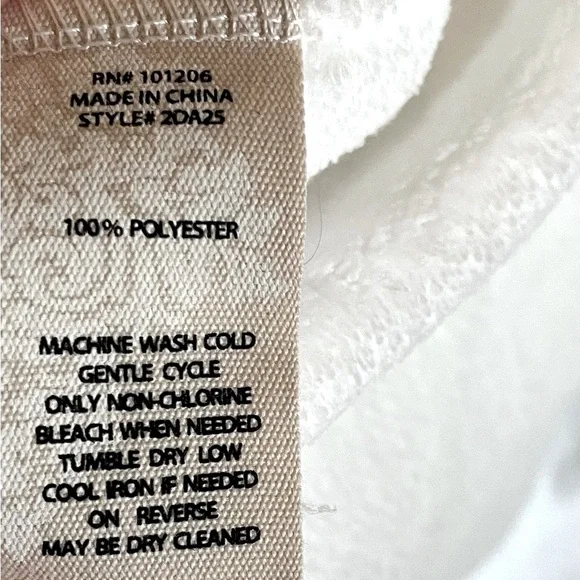 RN# 101206
MADE IN CHINA
STYLE# 2DA25
100% POLYESTER
MACHINE WASH COLD
GENTLE CYCLE
ONLY NON-CHLORINE
BLEACH WHEN NEEDED
TUMBLE DRY LOW
COOL IRON IF NEEDED
ON REVERSE
MAY BE DRY CLEANED